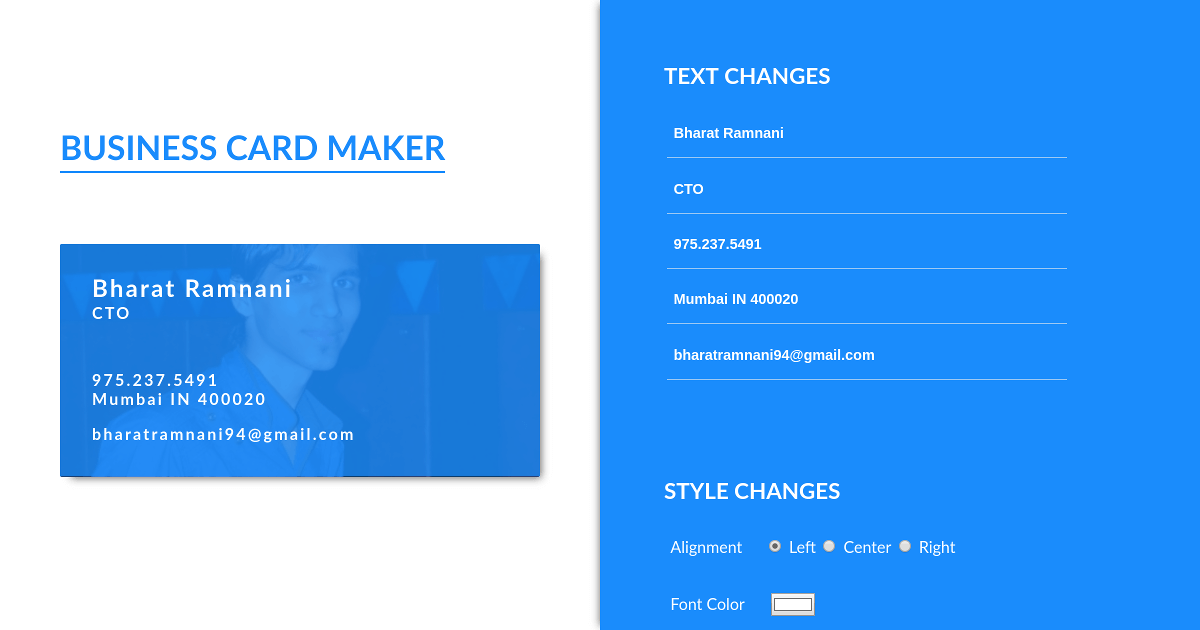 BUSINESS CARD MAKER
Bharat Ramnani
CTO
975.237.5491
Mumbai IN 400020
bharatramnani94@gmail.com
TEXT CHANGES
Bharat Ramnani
CTO
975.237.5491
Mumbai IN 400020
bharatramnani94@gmail.com
STYLE CHANGES
Alignment Left Center Right
Font Color